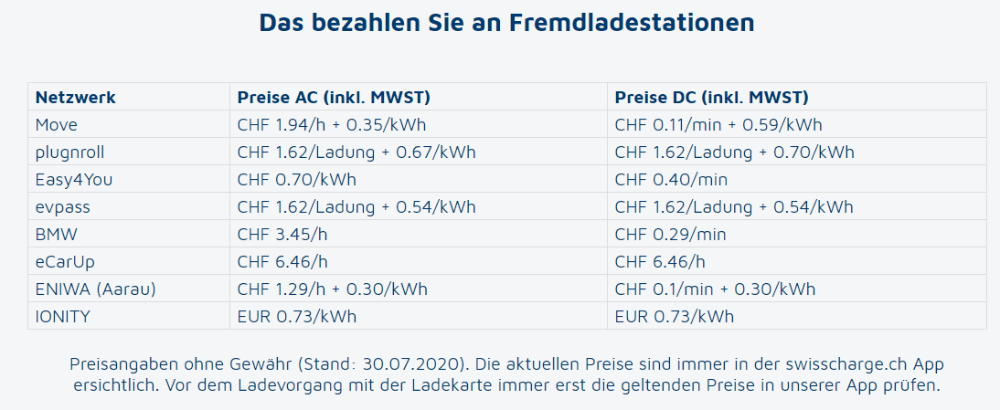 Das bezahlen Sie an Fremdladestationen
Netzwerk Preise AC (inkl. MWST) Preise DC (inkl. MWST)
Move CHF 1.94/h + 0.35/kWh CHF 0.11/min + 0.59/kWh
plugnroll CHF 1.62/Ladung + 0.67/kWh CHF 1.62/Ladung + 0.70/kWh
Easy4You CHF 0.70/kWh CHF 0.40/min
evpass CHF 1.62/Ladung + 0.54/kWh CHF 1.62/Ladung + 0.54/kWh
BMW CHF 3.45/h CHF 0.29/min
eCarUp CHF 6.46/h CHF 6.46/h
ENIWA (Aarau) CHF 1.29/h + 0.30/kWh CHF 0.1/min + 0.30/kWh
IONITY EUR 0.73/kWh EUR 0.73/kWh
Preisangaben ohne Gewähr (Stand: 30.07.2020). Die aktuellen Preise sind immer in der swisscharge.ch App
ersichtlich. Vor dem Ladevorgang mit der Ladekarte immer erst die geltenden Preise in unserer App prüfen.